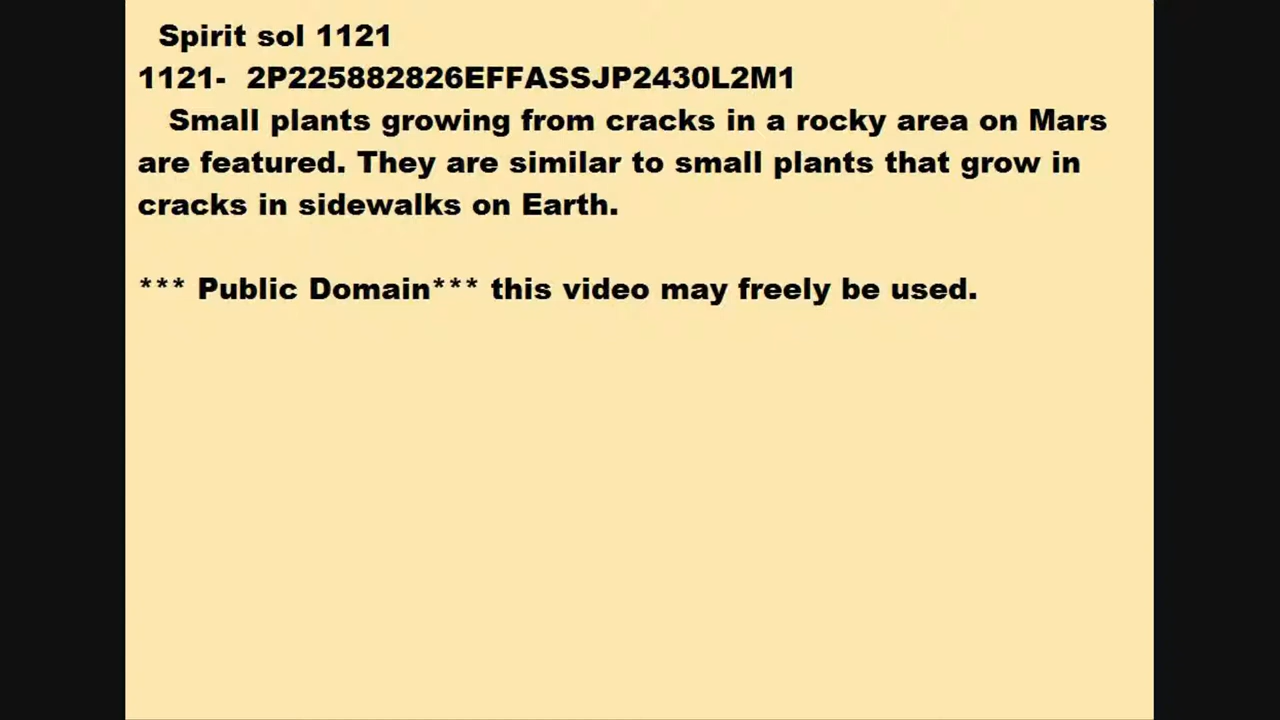 Spirit sol 1121
1121- 2P225882826EFFASSJP2430L2M1
Small plants growing from cracks in a rocky area on Mars
are featured. They are similar to small plants that grow in
cracks in sidewalks on Earth.
*** Public Domain*** this video may freely be used.